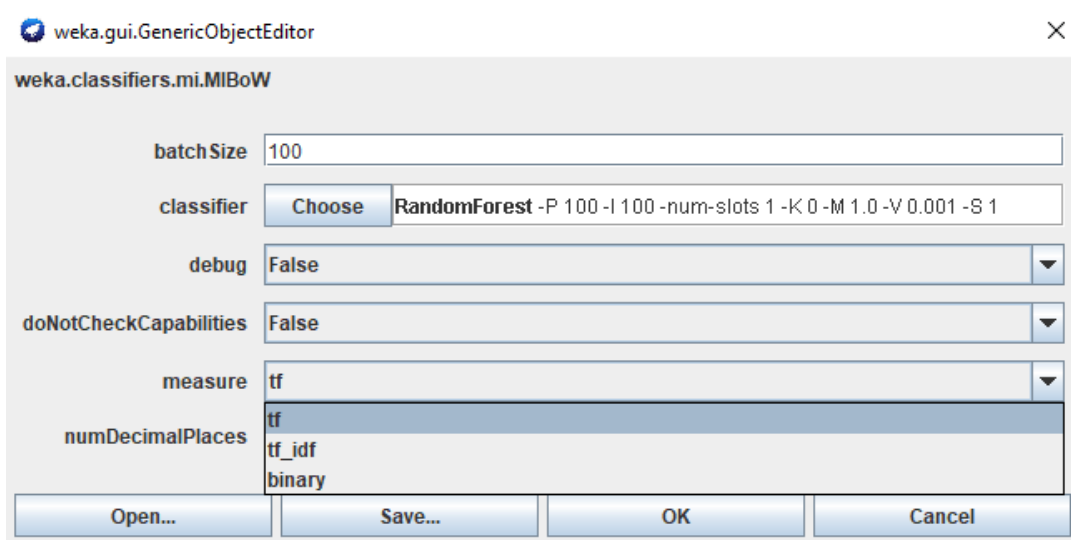 weka.gui.GenericObjectEditor
weka.classifiers.mi.MIBoW
batchSize 100
classifier Choose RandomForest -P 100 -I 100 -num-slots 1 -K 0 -M 1.0 -V 0.001 -S 1
debug False
doNotCheckCapabilities False
measure tf
tf
numDecimalPlaces
tf_idf
binary
Open... Save... OK Cancel